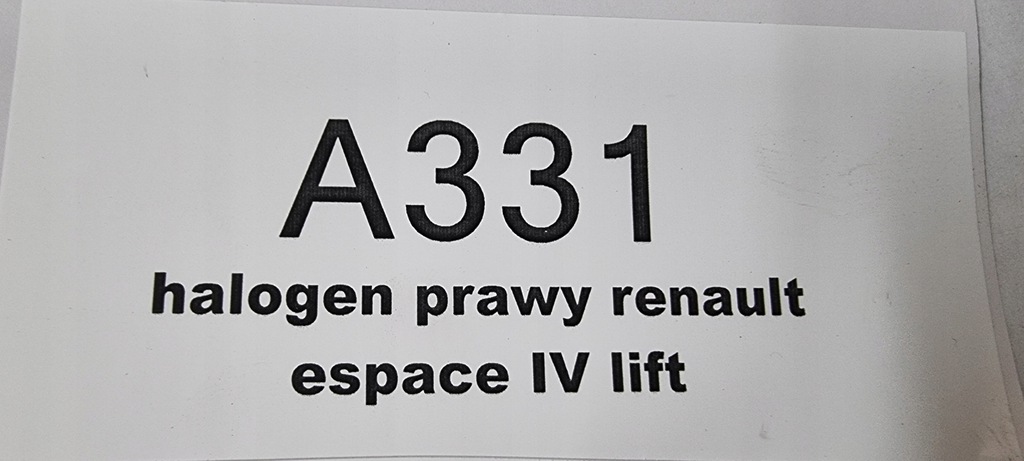 A331
halogen prawy renault
espace IV lift